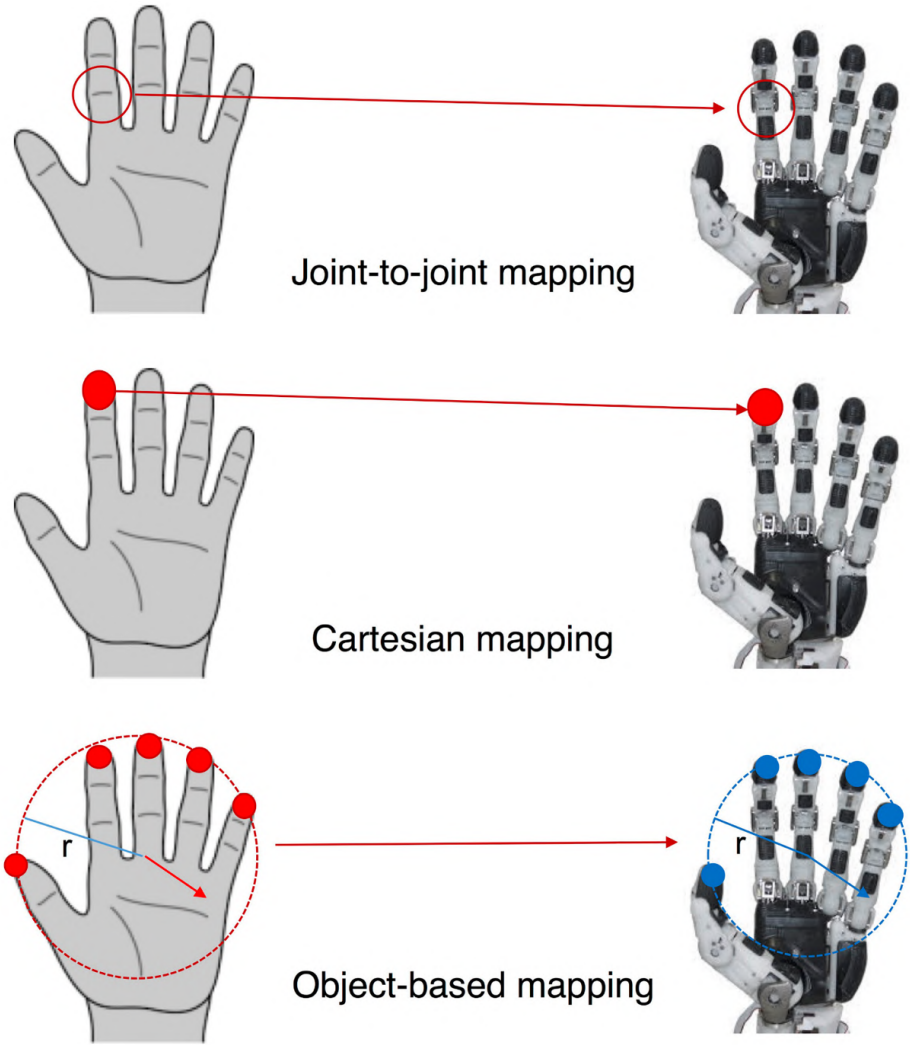 Joint-to-joint mapping
Cartesian mapping
r
r
Object-based mapping